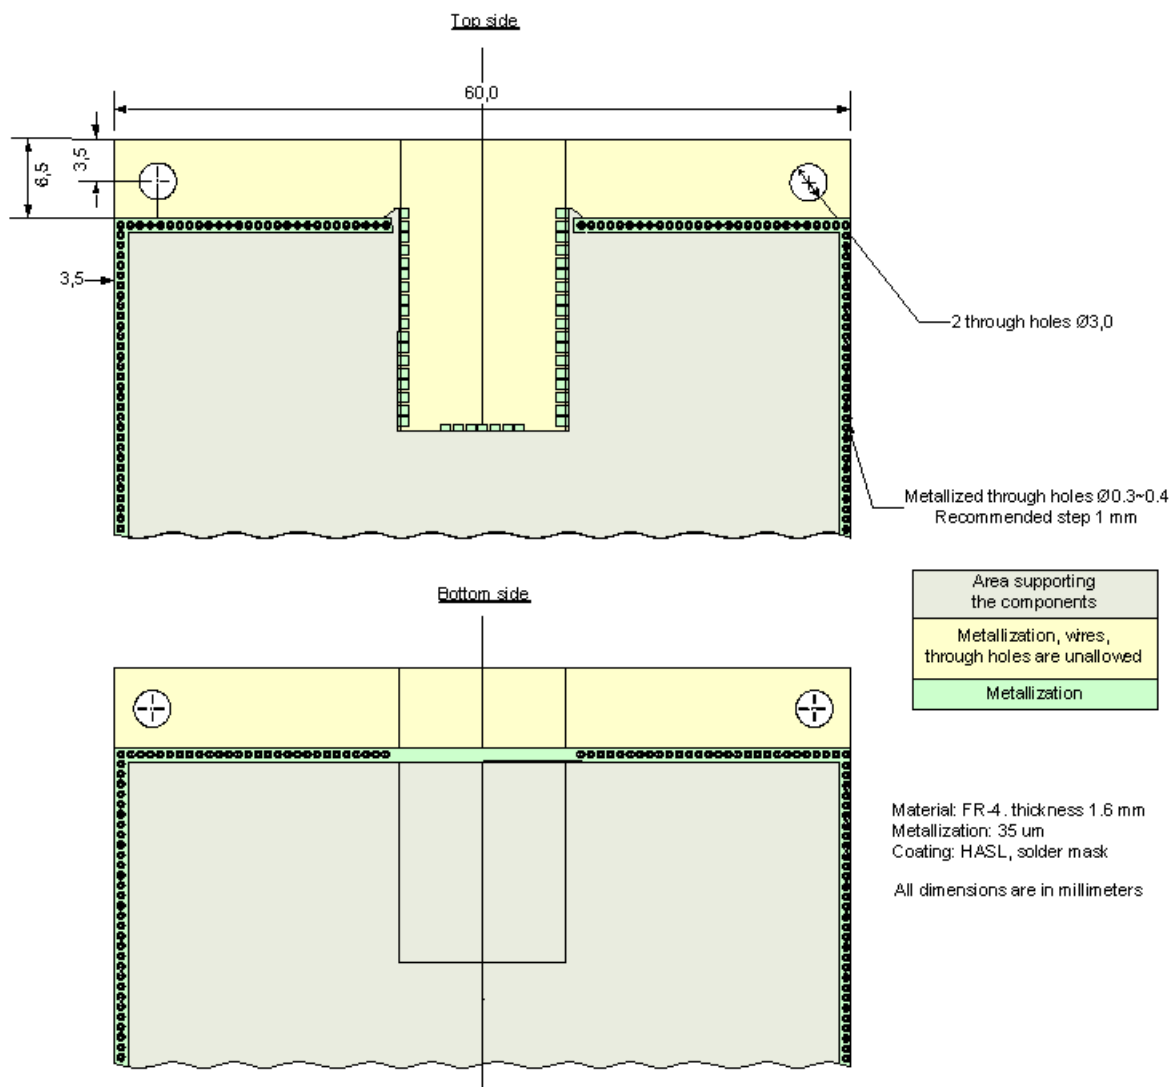 Top side
60,0
3,5
6,5
3,5
2 through holes Ø3,0
Metallized through holes Ø0.3~0.4
Recommended step 1 mm
Bottom side
Area supporting
the components
Metallization, wires,
through holes are unallowed
Metallization
Material: FR-4. thickness 1.6 mm
Metallization: 35 um
Coating: HASL, solder mask
All dimensions are in millimeters